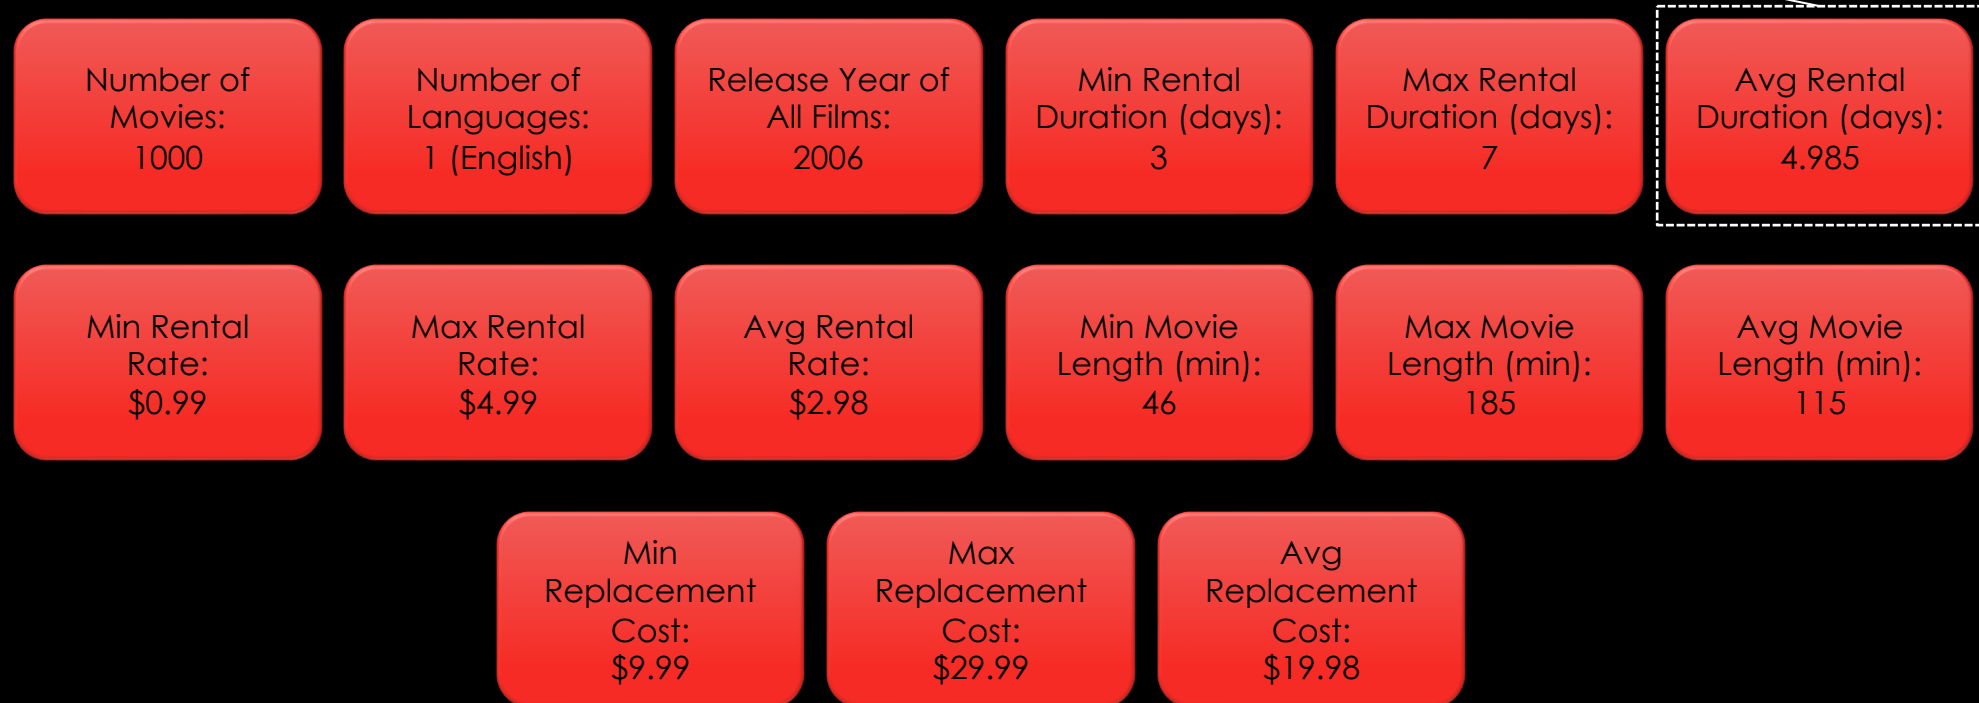 Number of
Movies:
1000
Number of
Languages:
1 (English)
Release Year of
All Films:
2006
Min Rental
Duration (days):
3
Max Rental
Duration (days):
7
Avg Rental
Duration (days):
4.985
Min Rental
Rate:
$0.99
Max Rental
Rate:
$4.99
Avg Rental
Rate:
$2.98
Min Movie
Length (min):
46
Max Movie
Length (min):
185
Avg Movie
Length (min):
115
Min
Replacement
Cost:
$9.99
Max
Replacement
Cost:
$29.99
Avg
Replacement
Cost:
$19.98